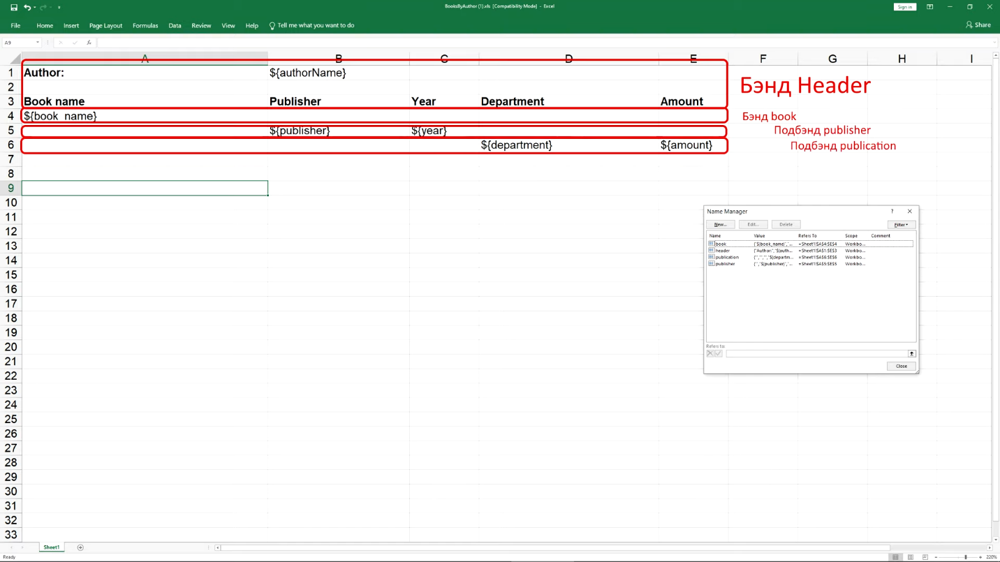 BooksByAuthor (1).xls [Compatibility Mode] - Excel
Sign in
File Home Insert Page Layout Formulas Data Review View Help Tell me what you want to do Share
A9 fx
A B C D E F G H I
1 Author: ${authorName}
Бэнд Header
2
3 Book name Publisher Year Department Amount
4 ${book_name}
Бэнд book
5 ${publisher} ${year}
Подбэнд publisher
6 ${department} ${amount}
Подбэнд publication
7
8
9
10
11
12
13
14
15
16
17
18
19
20
21
22
23
24
25
26
27
28
29
30
31
32
33
Name Manager ?
New... Edit... Delete Filter
Name Value Refers To Scope Comment
book {"${book_name}","... =Sheet1!$A$4:$E$4 Workbo...
header {"Author:","${auth... =Sheet1!$A$1:$E$3 Workbo...
publication {"","","","${departm... =Sheet1!$A$6:$E$6 Workbo...
publisher {"","${publisher}","... =Sheet1!$A$5:$E$5 Workbo...
Refers to:
Close
Sheet1
Ready 220%